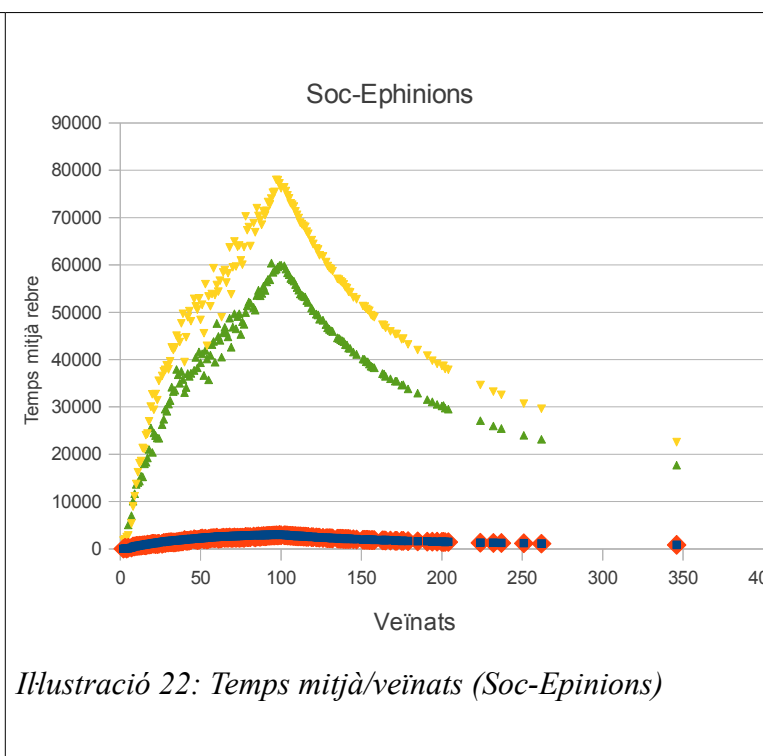 Soc-Ephinions
90000
80000
70000
60000
50000
40000
30000
20000
10000
0
Temps mitjà rebre
0 50 100 150 200 250 300 350 40
Veïnats
Il·lustració 22: Temps mitjà/veïnats (Soc-Epinions)